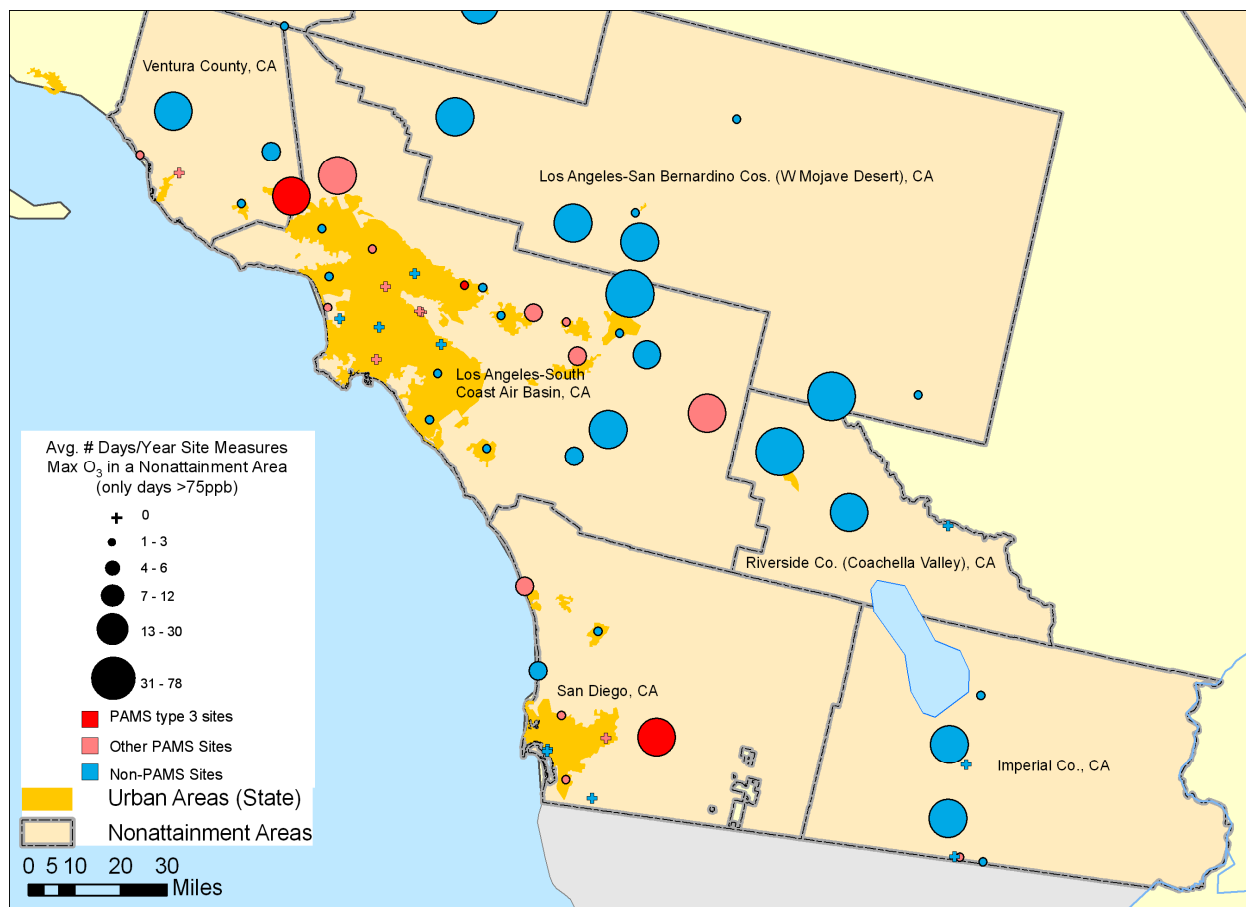 Ventura County, CA
Los Angeles-San Bernardino Cos. (W Mojave Desert), CA
Los Angeles-South
Coast Air Basin, CA
Riverside Co. (Coachella Valley), CA
San Diego, CA
Imperial Co., CA
Avg. # Days/Year Site Measures
Max O3 in a Nonattainment Area
(only days >75ppb)
0
1 - 3
4 - 6
7 - 12
13 - 30
31 - 78
PAMS type 3 sites
Other PAMS Sites
Non-PAMS Sites
Urban Areas (State)
Nonattainment Areas
0 5 10 20 30
Miles